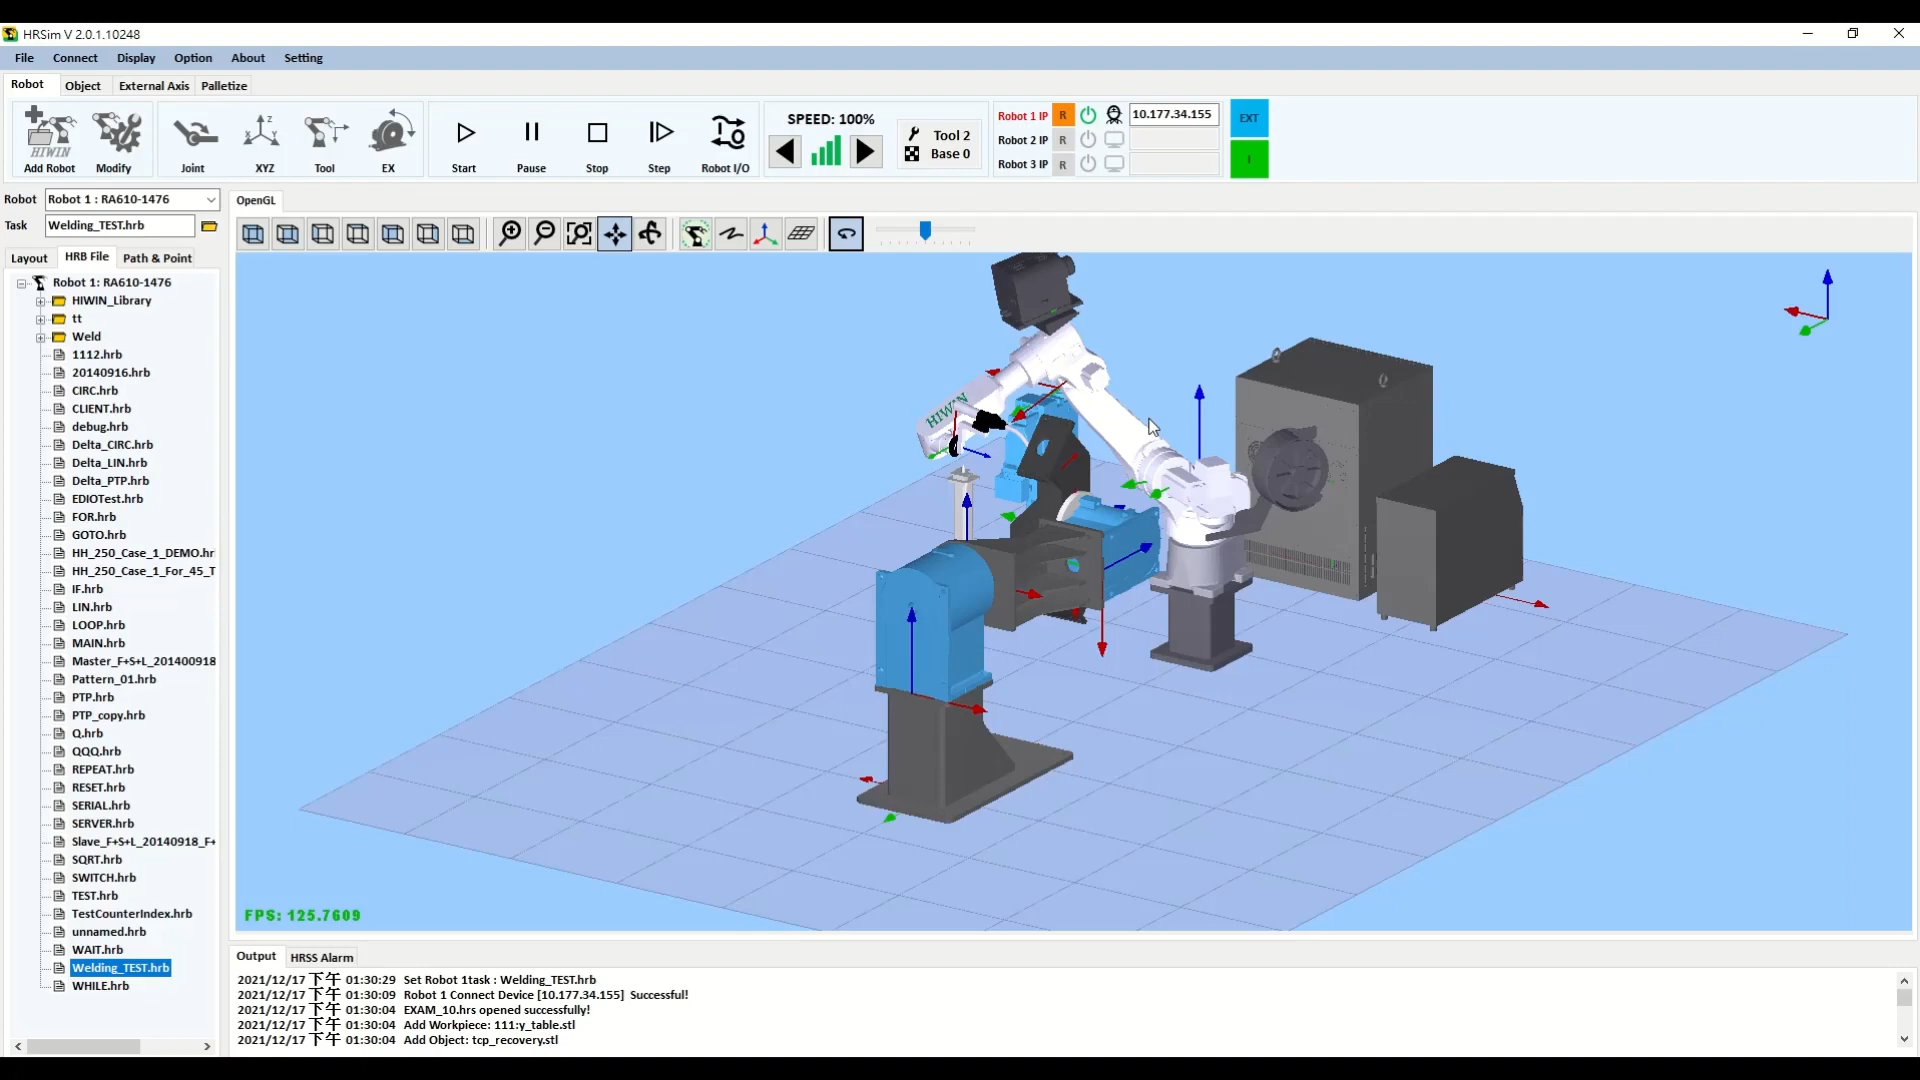 HRSim V 2.0.1.10248
File Connect Display Option About Setting
Robot Object External Axis Palletize
HIWIN
Add Robot Modify Joint XYZ Tool EX Start Pause Stop Step Robot I/O
SPEED: 100%
Tool 2
Base 0
Robot 1 IP R 10.177.34.155
Robot 2 IP R
Robot 3 IP R
EXT
I
Robot Robot 1 : RA610-1476
Task Welding_TEST.hrb
Layout HRB File Path & Point
Robot 1: RA610-1476
HIWIN_Library
tt
Weld
1112.hrb
20140916.hrb
CIRC.hrb
CLIENT.hrb
debug.hrb
Delta_CIRC.hrb
Delta_LIN.hrb
Delta_PTP.hrb
EDIOTest.hrb
FOR.hrb
GOTO.hrb
HH_250_Case_1_DEMO.hr
HH_250_Case_1_For_45_T
IF.hrb
LIN.hrb
LOOP.hrb
MAIN.hrb
Master_F+S+L_201400918
Pattern_01.hrb
PTP.hrb
PTP_copy.hrb
Q.hrb
QQQ.hrb
REPEAT.hrb
RESET.hrb
SERIAL.hrb
SERVER.hrb
Slave_F+S+L_20140918_F+
SQRT.hrb
SWITCH.hrb
TEST.hrb
TestCounterIndex.hrb
unnamed.hrb
WAIT.hrb
Welding_TEST.hrb
WHILE.hrb
OpenGL
HIWIN
FPS: 125.7609
Output HRSS Alarm
2021/12/17 下午 01:30:29 Set Robot 1task : Welding_TEST.hrb
2021/12/17 下午 01:30:09 Robot 1 Connect Device [10.177.34.155] Successful!
2021/12/17 下午 01:30:04 EXAM_10.hrs opened successfully!
2021/12/17 下午 01:30:04 Add Workpiece: 111:y_table.stl
2021/12/17 下午 01:30:04 Add Object: tcp_recovery.stl